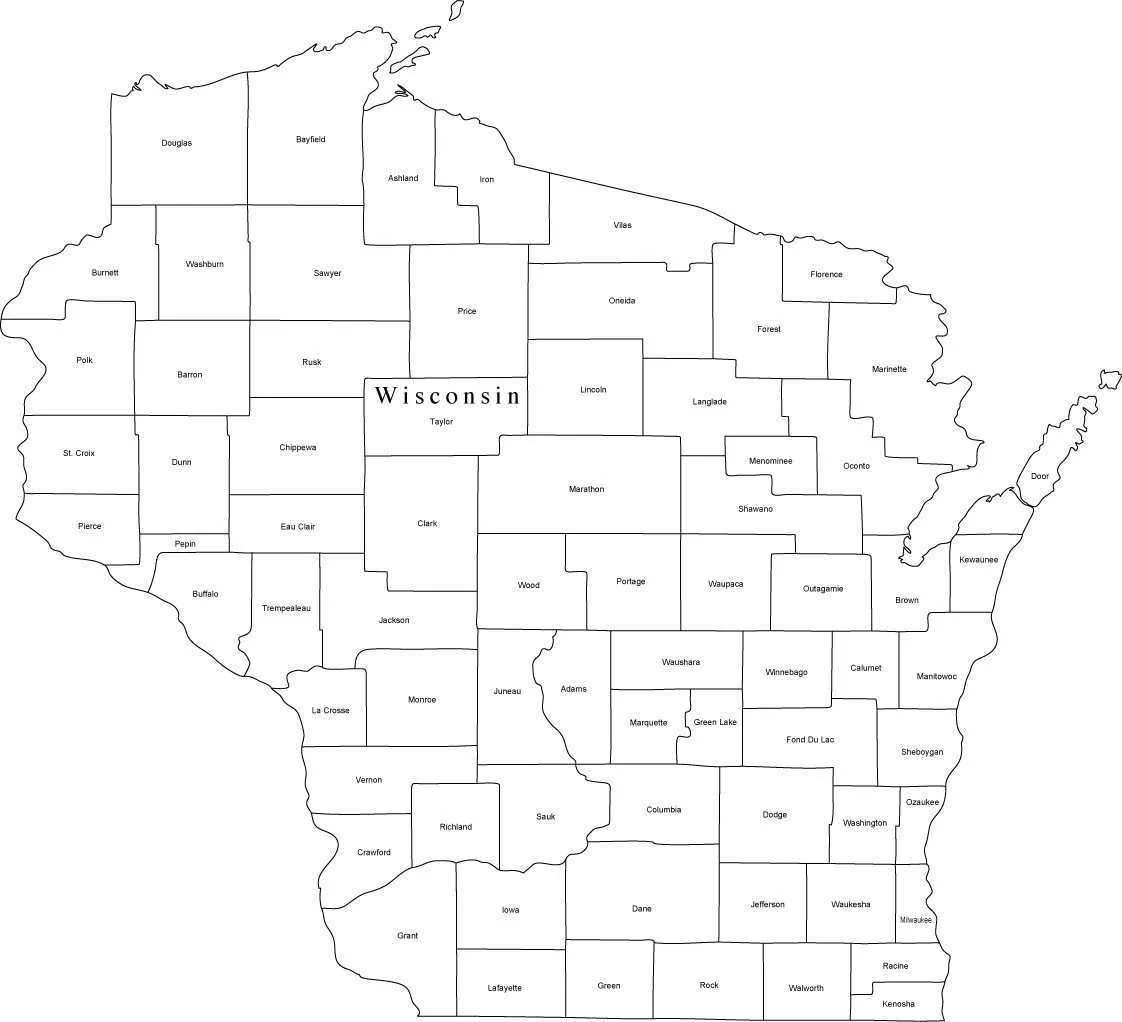 Douglas
Bayfield
Ashland
Iron
Vilas
Burnett
Washburn
Sawyer
Florence
Price
Oneida
Forest
Polk
Barron
Rusk
Marinette
Wisconsin
Taylor
Lincoln
Langlade
St. Croix
Dunn
Chippewa
Menominee
Oconto
Door
Marathon
Shawano
Pierce
Eau Clair
Clark
Pepin
Kewaunee
Buffalo
Trempealeau
Jackson
Wood
Portage
Waupaca
Outagamie
Brown
Waushara
Winnebago
Calumet
Manitowoc
La Crosse
Monroe
Juneau
Adams
Marquette
Green Lake
Fond Du Lac
Sheboygan
Vernon
Richland
Sauk
Columbia
Dodge
Washington
Ozaukee
Crawford
Grant
Iowa
Dane
Jefferson
Waukesha
Milwaukee
Racine
Lafayette
Green
Rock
Walworth
Kenosha